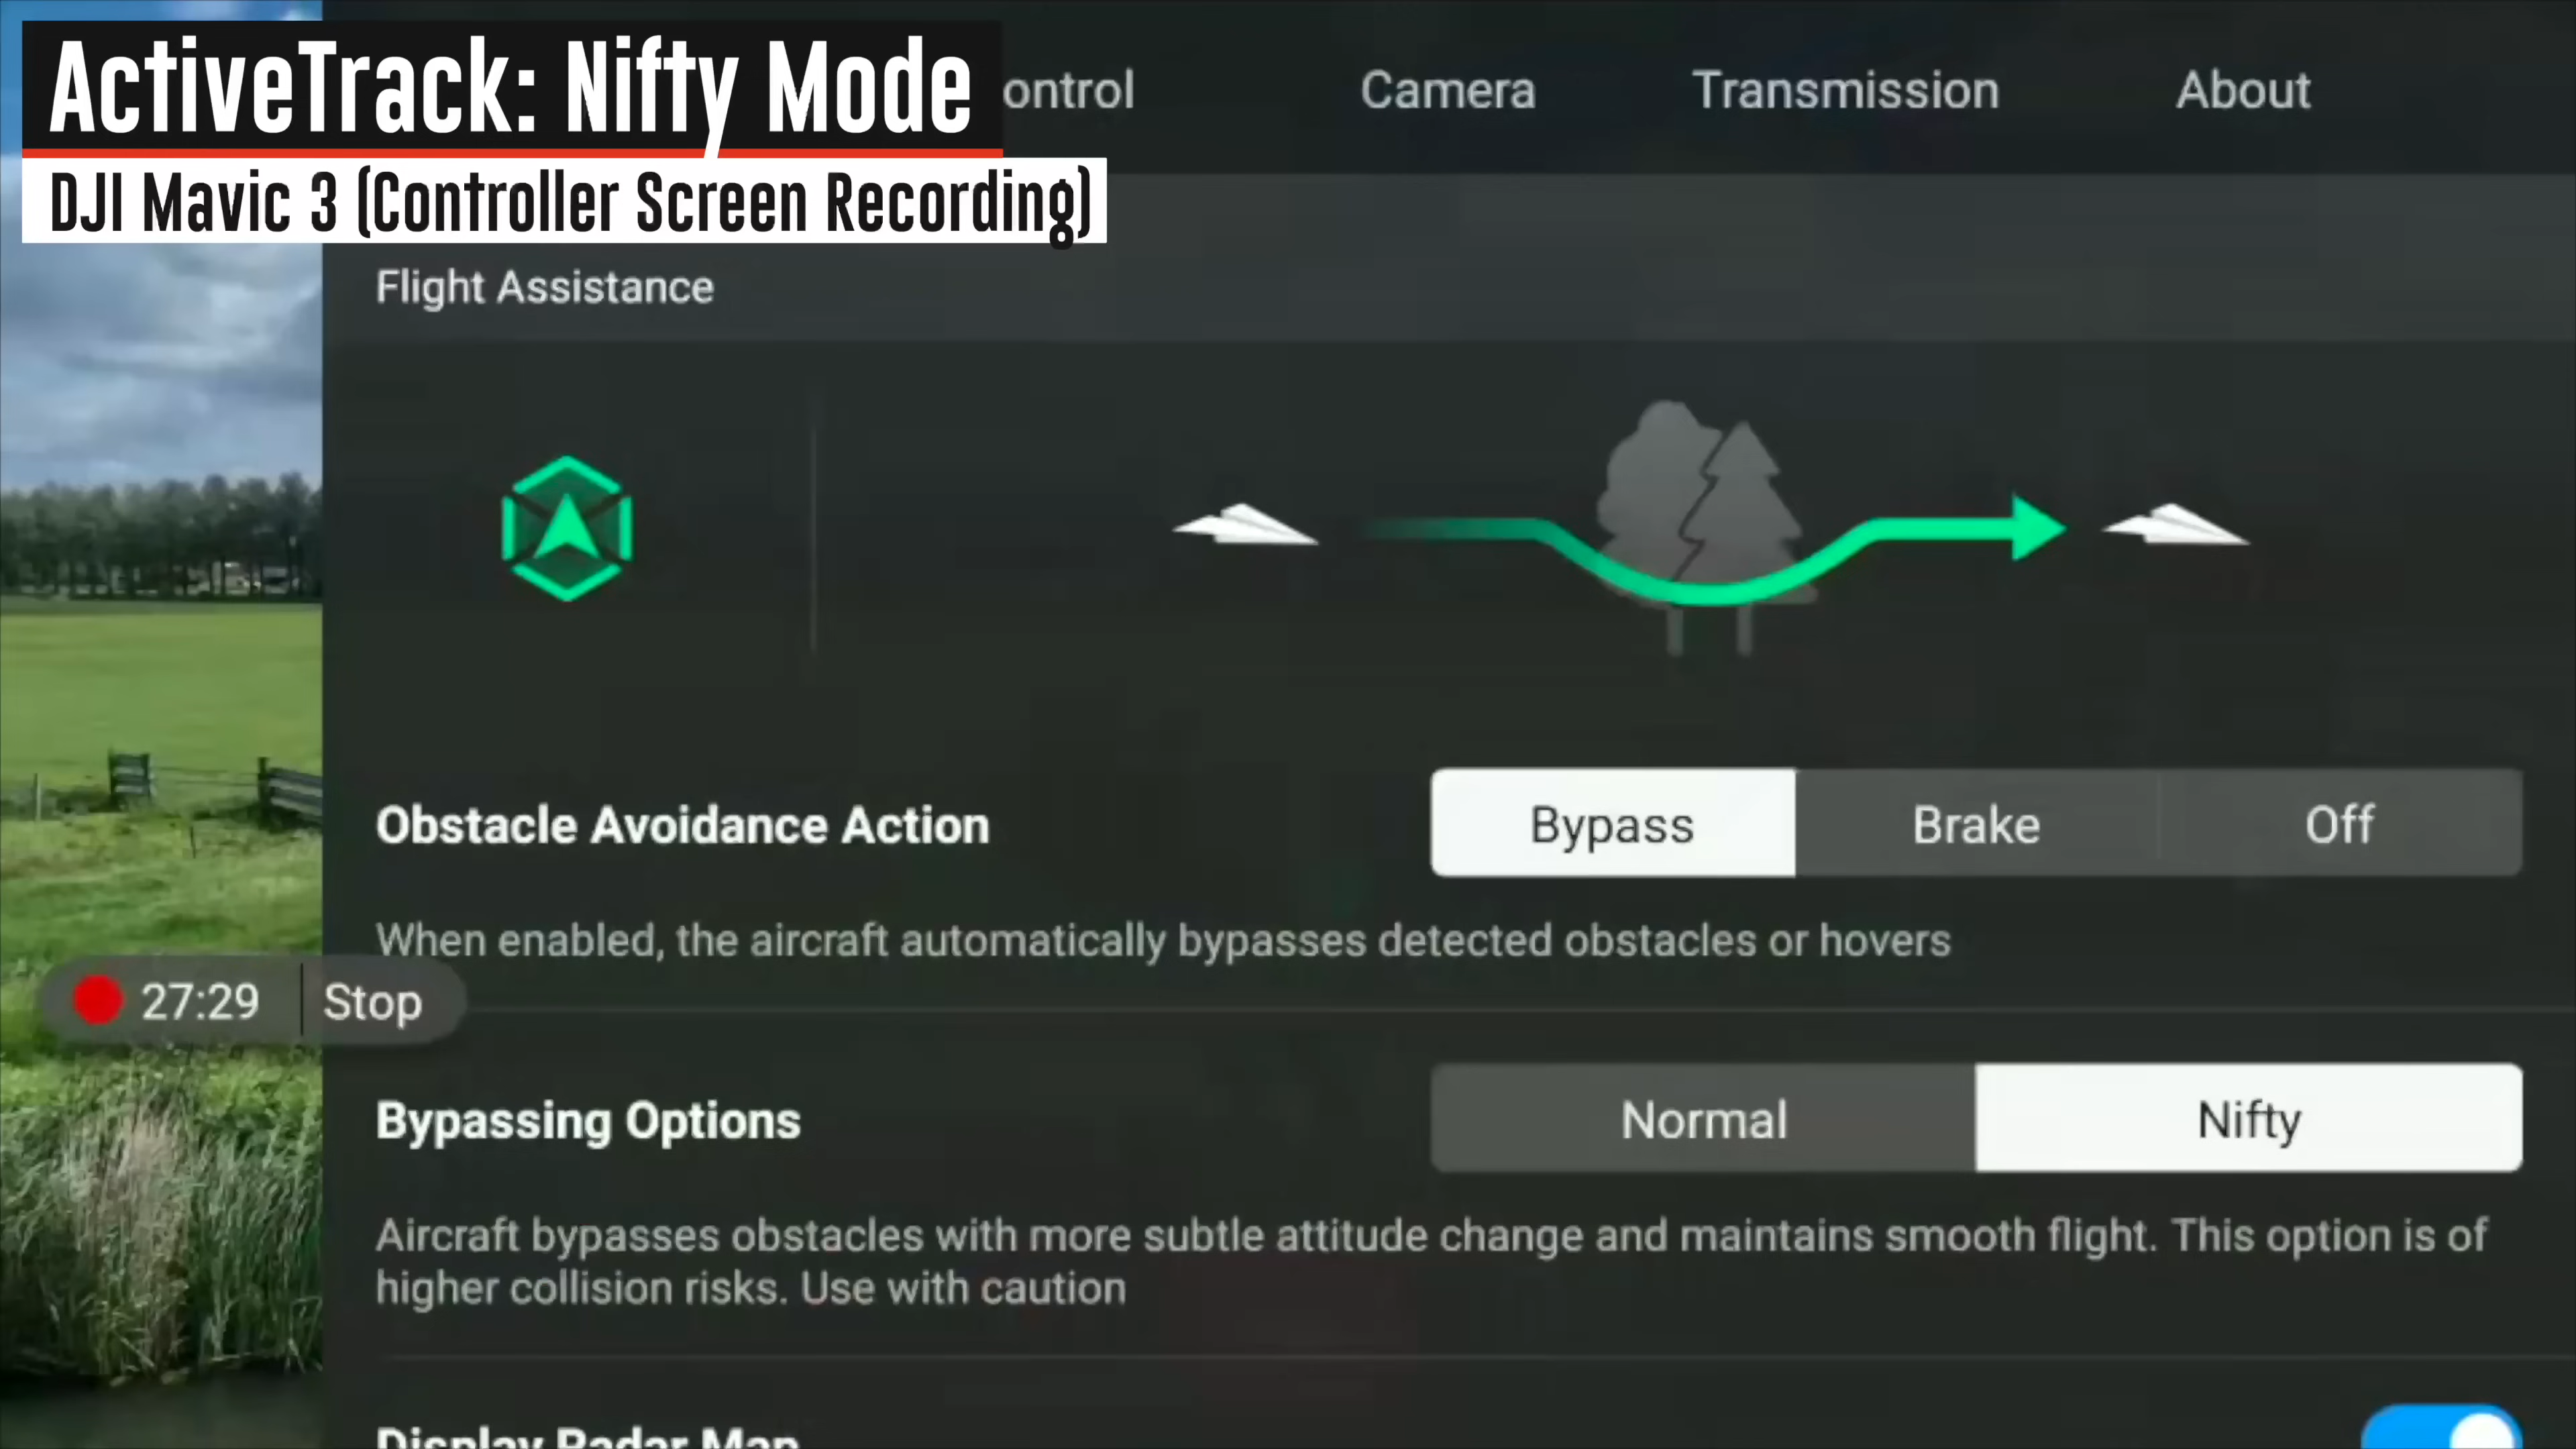 ActiveTrack: Nifty Mode
DJI Mavic 3 (Controller Screen Recording)
ontrol Camera Transmission About
Flight Assistance
Obstacle Avoidance Action Bypass Brake Off
When enabled, the aircraft automatically bypasses detected obstacles or hovers
27:29 Stop
Bypassing Options Normal Nifty
Aircraft bypasses obstacles with more subtle attitude change and maintains smooth flight. This option is of
higher collision risks. Use with caution
Display Radar Map